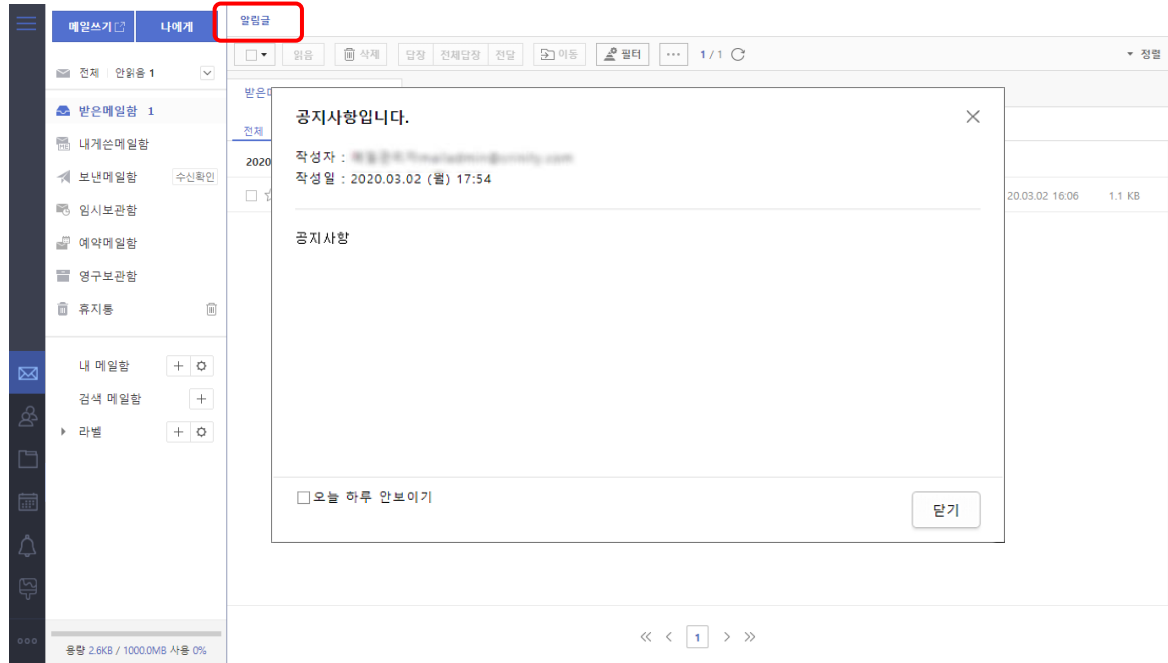 메일쓰기 나에게
전체 안읽음 1
받은메일함 1
내게쓴메일함
보낸메일함 수신확인
임시보관함
예약메일함
영구보관함
휴지통
내 메일함
검색 메일함
라벨
용량 2.6KB / 1000.0MB 사용 0%
알림글
읽음 삭제 답장 전체답장 전달 이동 필터 ··· 1 / 1 정렬
전체
2020
20.03.02 16:06 1.1 KB
공지사항입니다.
작성자 :
작성일 : 2020.03.02 (월) 17:54
공지사항
오늘 하루 안보이기
닫기
1